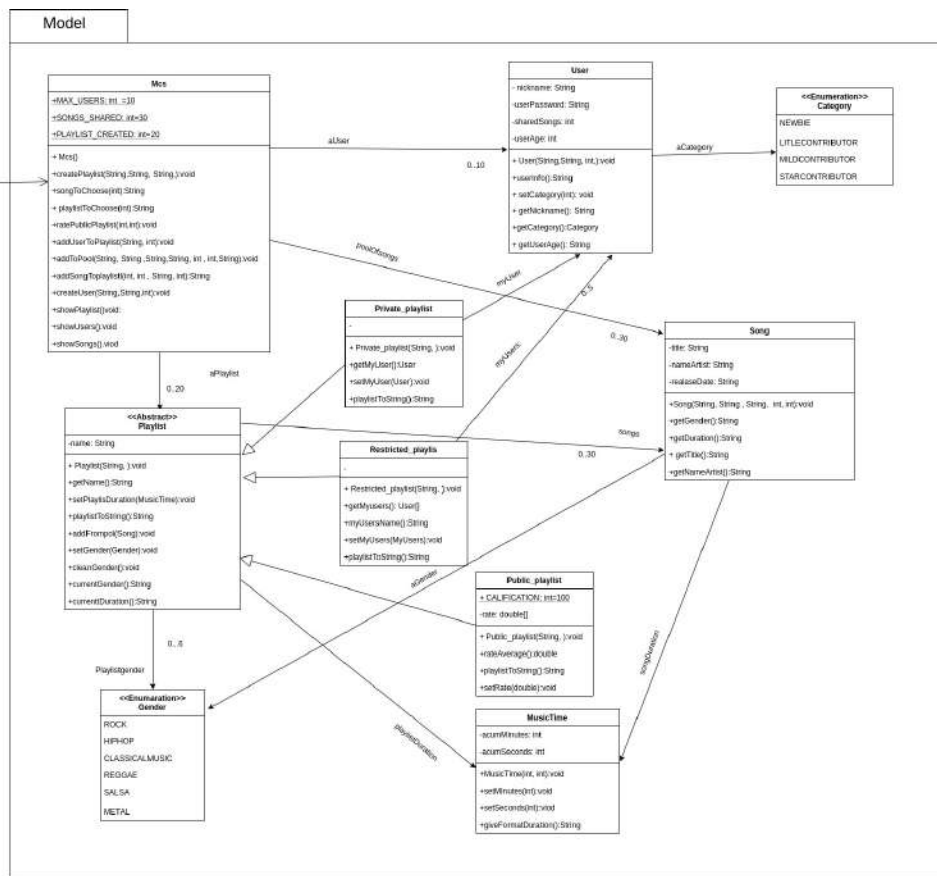 Model
Mcs
+MAX_USERS: int =10
+SONGS_SHARED: int=30
+PLAYLIST_CREATED: int=20
+ Mcs()
+createPlaylist(String,String, String,):void
+songToChoose(int):String
+ playlistToChoose(int):String
+ratePublicPlaylist(int,int):void
+addUserToPlaylist(String, int):void
+addToPool(String, String ,String,String, int , int,String):void
+addSongToplaylistll(int, int , String, int):String
+createUser(String,String,int):void
+showPlaylist()void:
+showUsers():void
+showSongs().viod
aUser
0..10
User
- nickname: String
-userPassword: String
-sharedSongs: int
-userAge: int
+ User(String,String, int,):void
+userInfo():String
+ setCategory(int): void
+ getNickname(): String
+getCategory():Category
+ getUserAge(): String
aCategory
<<Enumeration>>
Category
NEWBIE
LITLECONTRIBUTOR
MILDCONTRIBUTOR
STARCONTRIBUTOR
poolOfsongs
0..30
myUser
0..5
myUsers:
Private_playlist
-
+ Private_playlist(String, ):void
+getMyUser():User
+setMyUser(User):void
+playlistToString():String
Song
-title: String
-nameArtist: String
-realaseDate: String
+Song(String, String , String, int, int):void
+getGender():String
+getDuration():String
+ getTitle():String
+getNameArtist():String
aPlaylist
0..20
<<Abstract>>
Playlist
-name: String
+ Playlist(String, ):void
+getName():String
+setPlaylisDuration(MusicTime):void
+playlistToString():String
+addFrompol(Song):void
+setGender(Gender):void
+cleanGender():void
+currentGender():String
+currentDuration():String
songs
0..30
Restricted_playlis
-
+ Restricted_playlist(String, ):void
+getMyusers(): User[]
+myUsersName():String
+setMyUsers(MyUsers):void
+playlistToString():String
aGender
Public_playlist
+ CALIFICATION: int=100
-rate: double[]
+ Public_playlist(String, ):void
+rateAverage():double
+playlistToString():String
+setRate(double):void
songDuration
0...6
Playlistgender
<<Enumaration>>
Gender
ROCK
HIPHOP
CLASSICALMUSIC
REGGAE
SALSA
METAL
playlistDuration
MusicTime
-acumMinutes: int
-acumSeconds: int
+MusicTime(int, int):void
+setMinutes(int):void
+setSeconds(int):viod
+giveFormatDuration():String